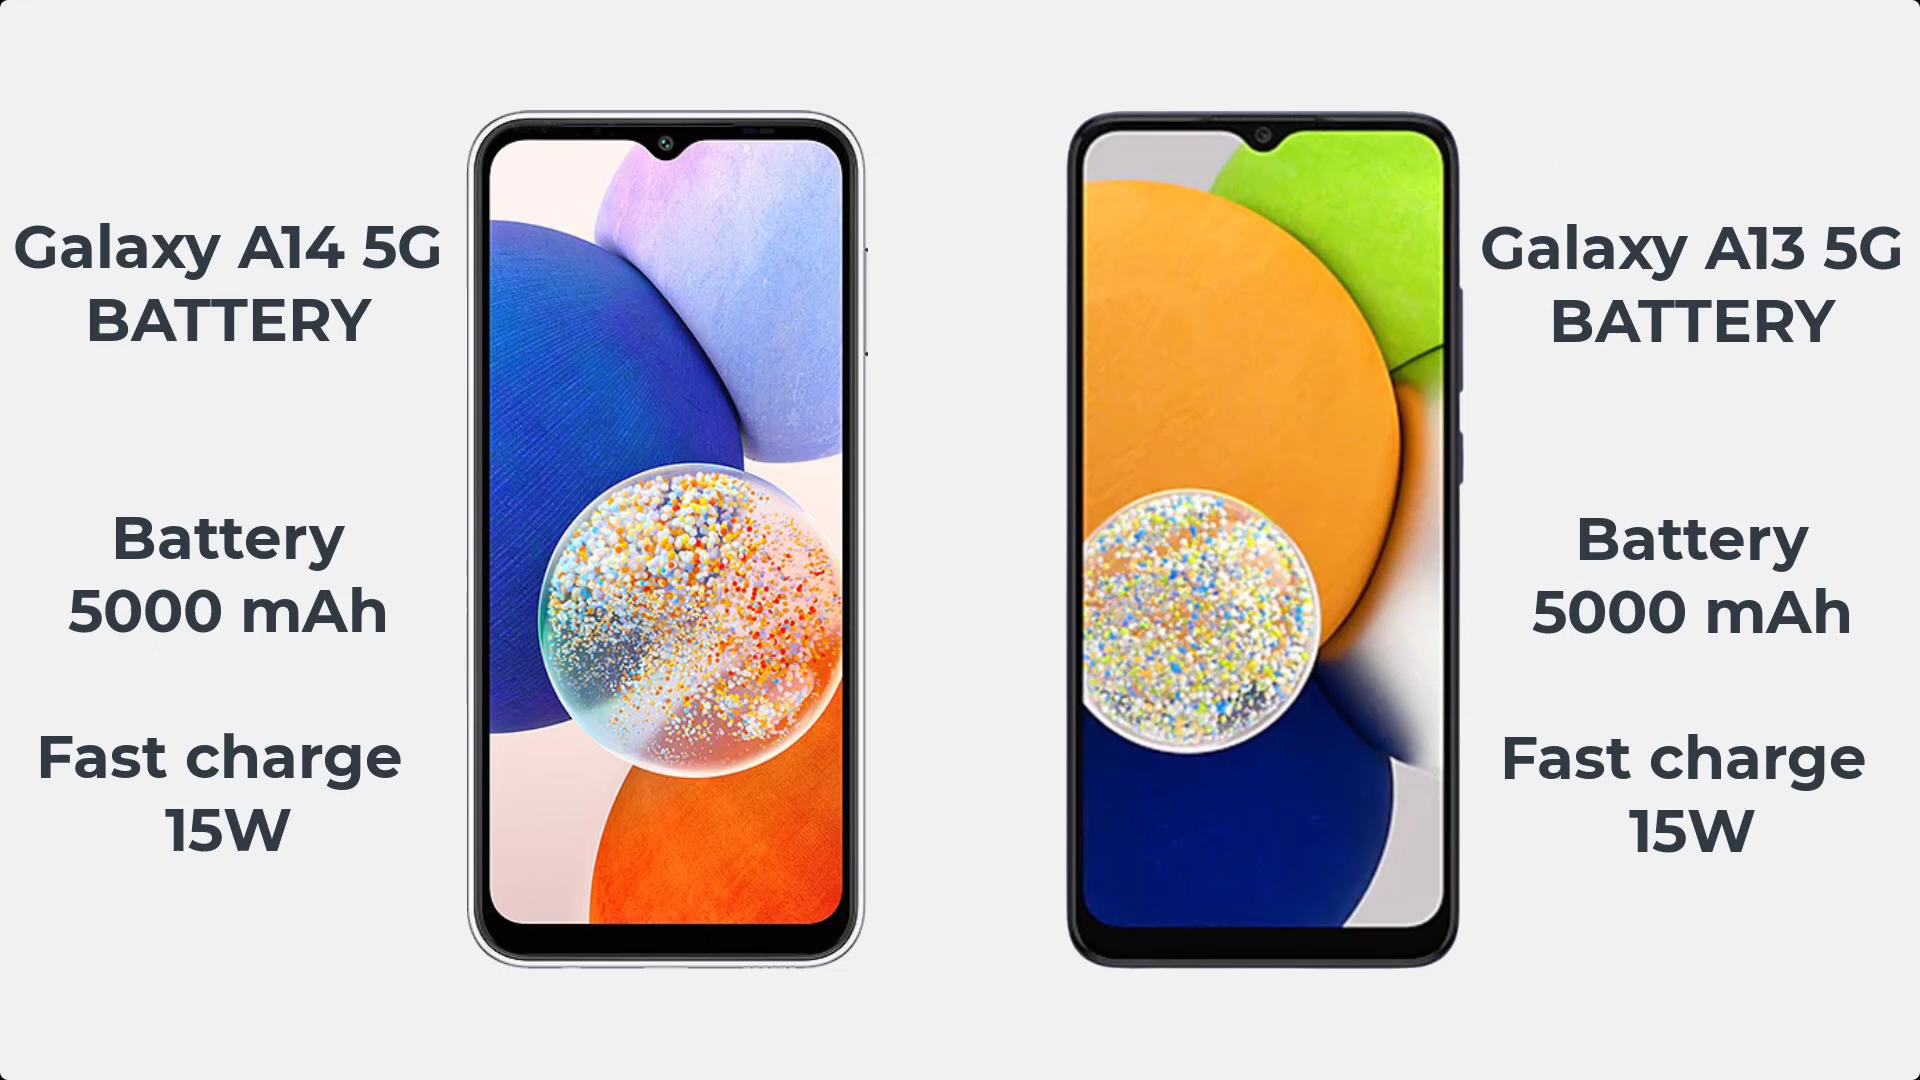 Galaxy A14 5G
BATTERY
Battery
5000 mAh
Fast charge
15W
Galaxy A13 5G
BATTERY
Battery
5000 mAh
Fast charge
15W